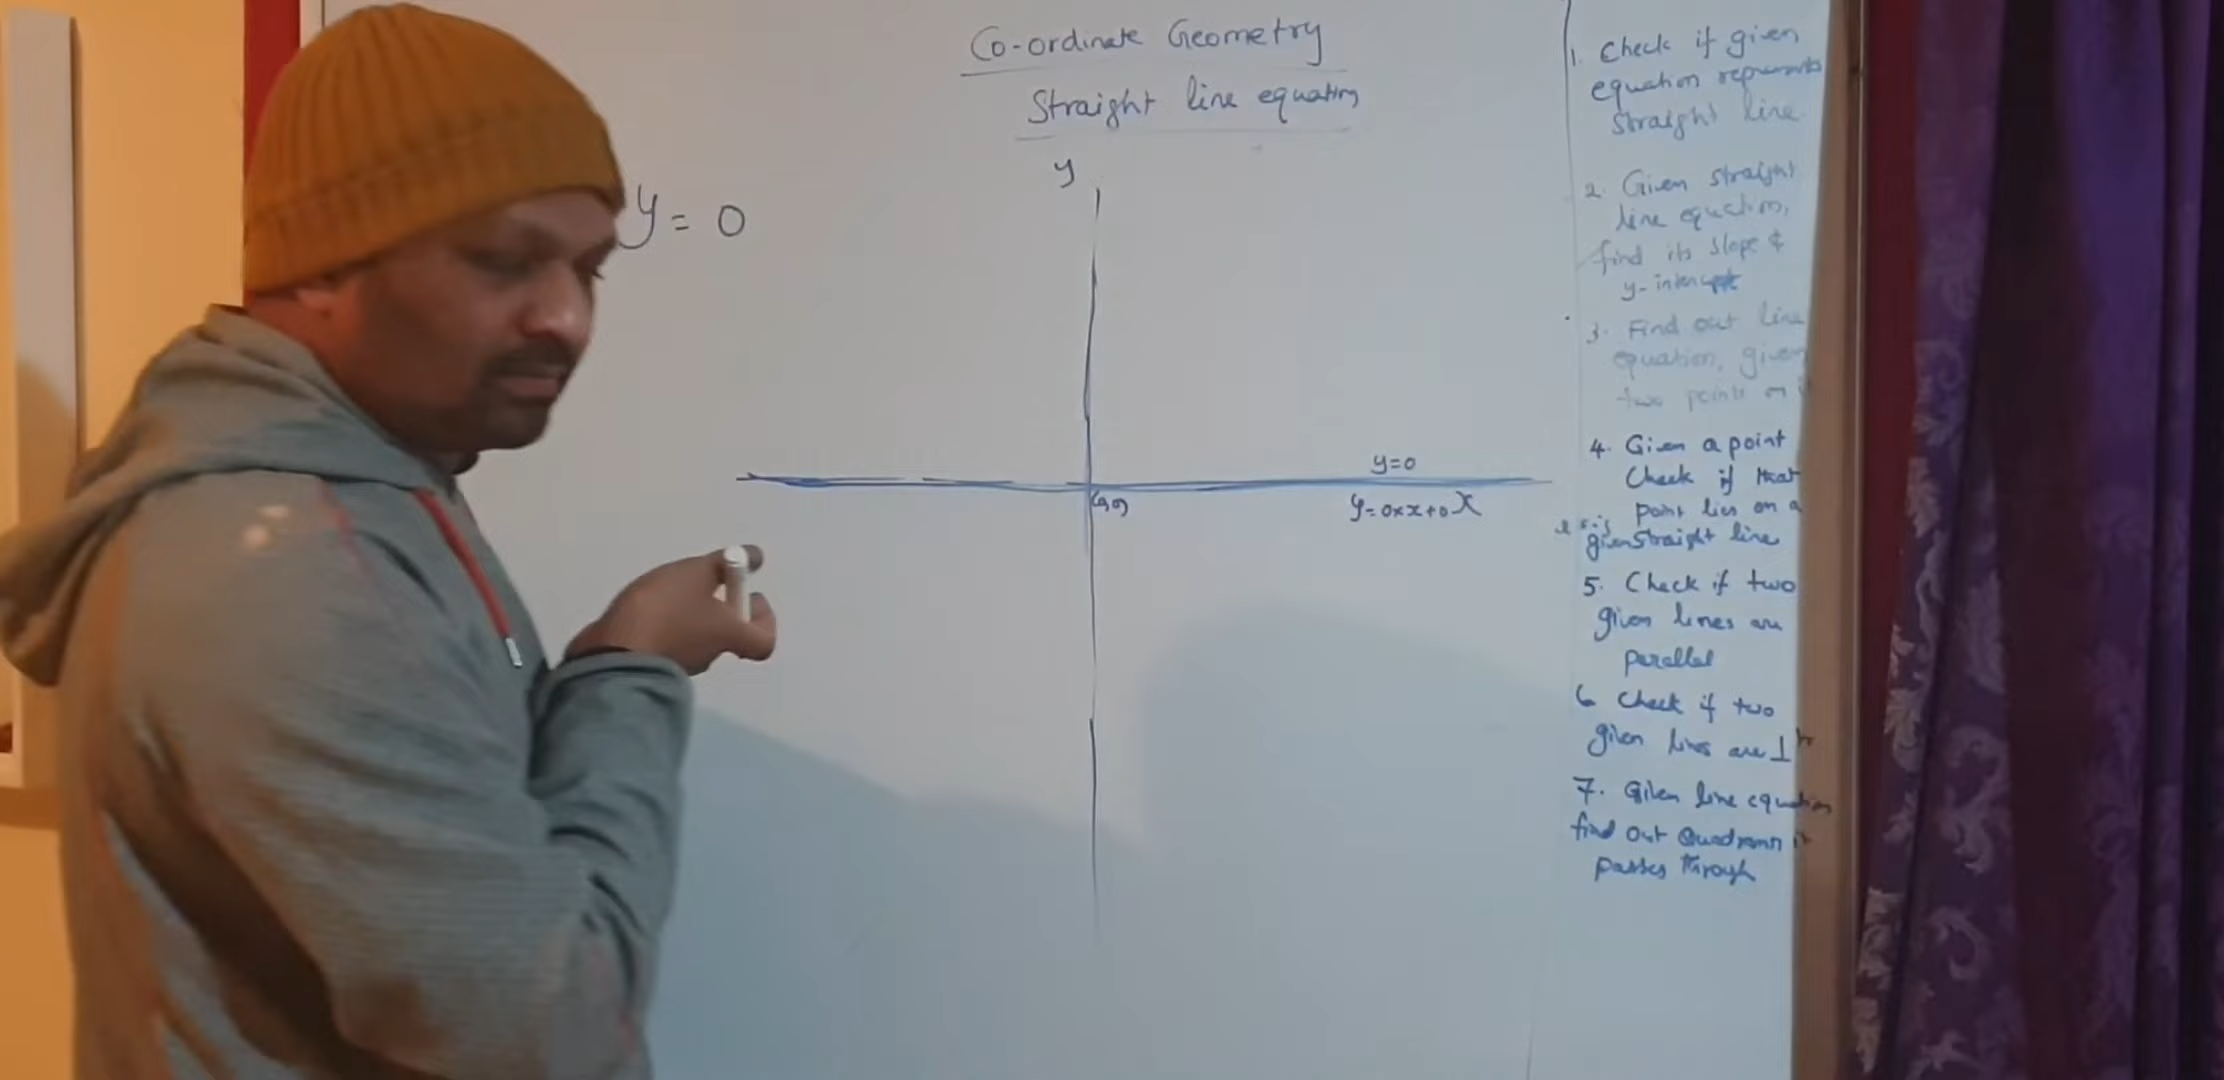 Co-ordinate Geometry
Straight line equation
y
y = 0
y=0
(0,0)
y=0xx+0
x
1. Check if given
equation represents
straight line.
2. Given straight
line equation,
find its slope &
y-intercept
3. Find out line
equation, given
two points on
4. Given a point
Check if that
point lies on a
given straight line
5. Check if two
given lines are
parallel
6 Check if two
given lines are ⊥r
7. Given line equation
find out Quadrann it
passes through